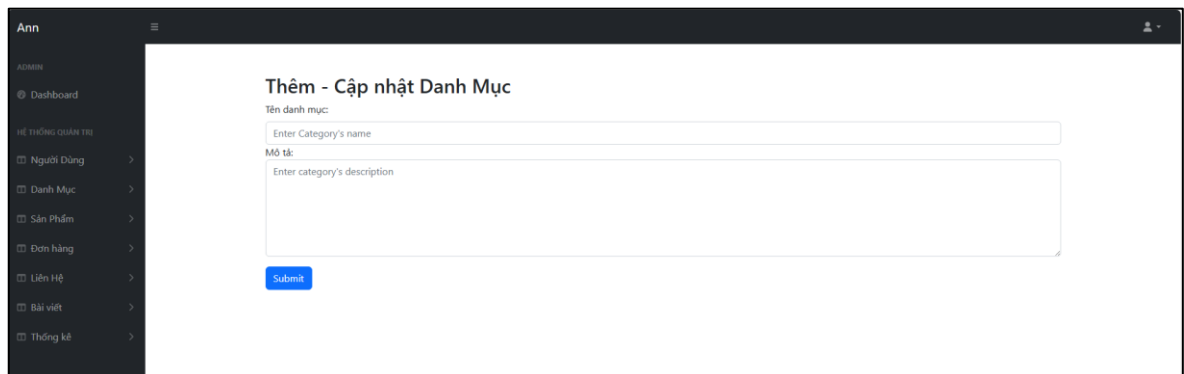 Ann
ADMIN
Dashboard
HỆ THỐNG QUẢN TRỊ
Người Dùng
Danh Mục
Sản Phẩm
Đơn hàng
Liên Hệ
Bài viết
Thống kê
Thêm - Cập nhật Danh Mục
Tên danh mục:
Enter Category's name
Mô tả:
Enter category's description
Submit